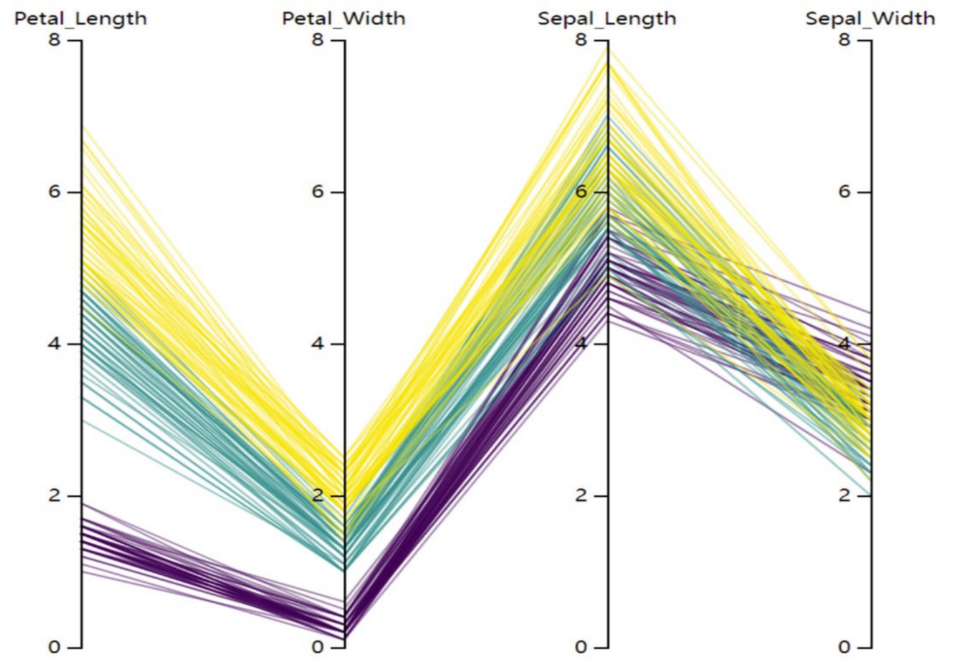 Petal_Length Petal_Width Sepal_Length Sepal_Width
8 8 8 8
6 6 6 6
4 4 4 4
2 2 2 2
0 0 0 0